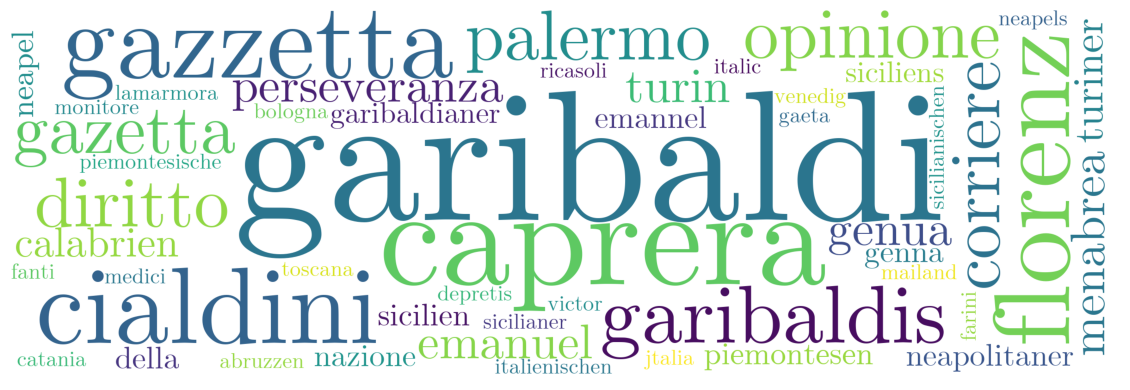 neapels
gazzetta
palermo
opinione
neapel
ricasoli
italic
siciliens
lamarmora
perseveranza
turin
venedig
monitore
bologna
garibaldianer
emannel
gaeta
gazetta
piemontesische
garibaldi
sicilianischen
corriere
florenz
turiner
diritto
caprera
genua
calabrien
genna
menabrea
fanti
medici
toscana
mailand
cialdini
depretis
victor
garibaldis
farini
sicilien
sicilianer
catania
della
abruzzen
nazione
emanuel
italienischen
jtalia
piemontesen
neapolitaner